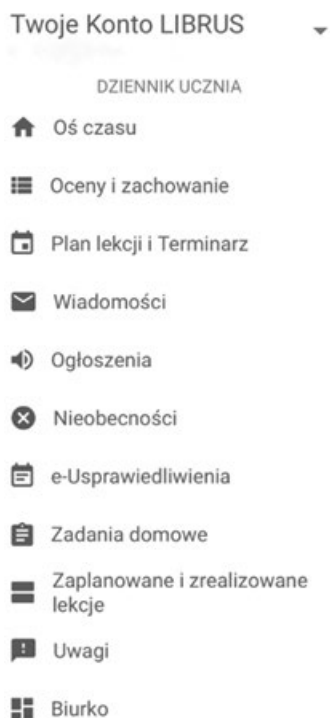 Twoje Konto LIBRUS
DZIENNIK UCZNIA
Oś czasu
Oceny i zachowanie
Plan lekcji i Terminarz
Wiadomości
Ogłoszenia
Nieobecności
e-Usprawiedliwienia
Zadania domowe
Zaplanowane i zrealizowane
lekcje
Uwagi
Biurko